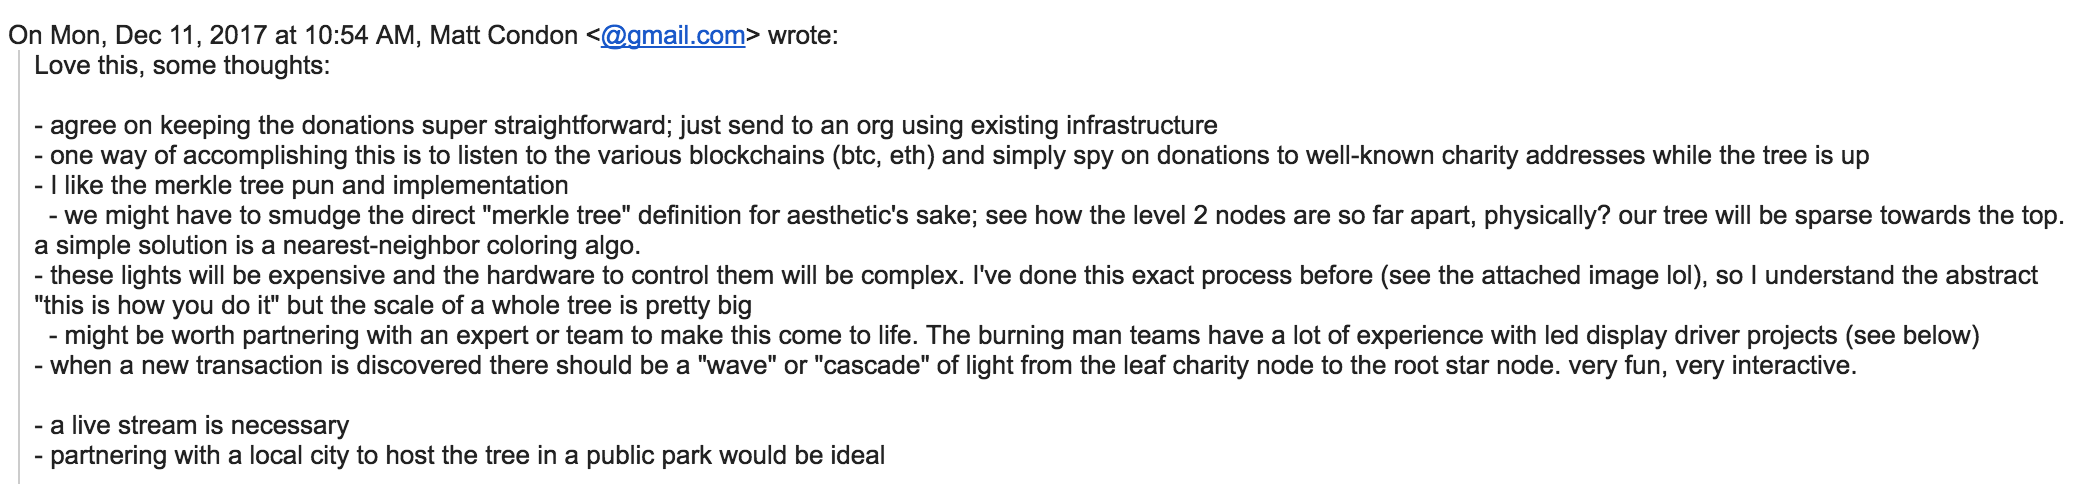 On Mon, Dec 11, 2017 at 10:54 AM, Matt Condon <@gmail.com> wrote:
Love this, some thoughts:
- agree on keeping the donations super straightforward; just send to an org using existing infrastructure
- one way of accomplishing this is to listen to the various blockchains (btc, eth) and simply spy on donations to well-known charity addresses while the tree is up
- I like the merkle tree pun and implementation
- we might have to smudge the direct "merkle tree" definition for aesthetic's sake; see how the level 2 nodes are so far apart, physically? our tree will be sparse towards the top.
a simple solution is a nearest-neighbor coloring algo.
- these lights will be expensive and the hardware to control them will be complex. I've done this exact process before (see the attached image lol), so I understand the abstract
"this is how you do it" but the scale of a whole tree is pretty big
- might be worth partnering with an expert or team to make this come to life. The burning man teams have a lot of experience with led display driver projects (see below)
- when a new transaction is discovered there should be a "wave" or "cascade" of light from the leaf charity node to the root star node. very fun, very interactive.
- a live stream is necessary
- partnering with a local city to host the tree in a public park would be ideal